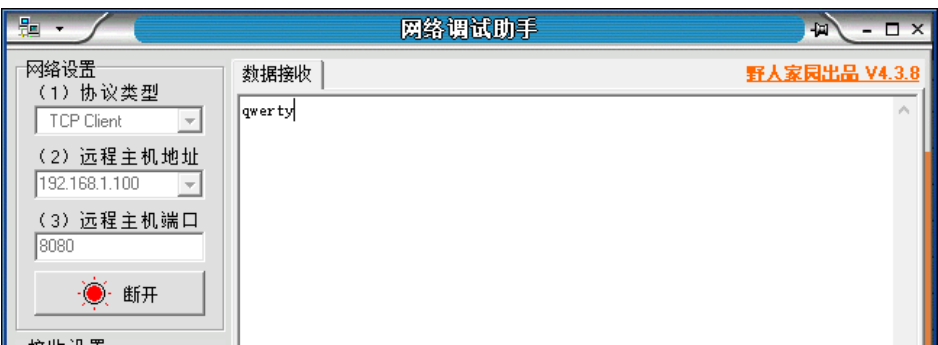 网络调试助手
网络设置
(1) 协议类型
TCP Client
(2) 远程主机地址
192.168.1.100
(3) 远程主机端口
8080
断开
数据接收
野人家园出品 V4.3.8
qwerty